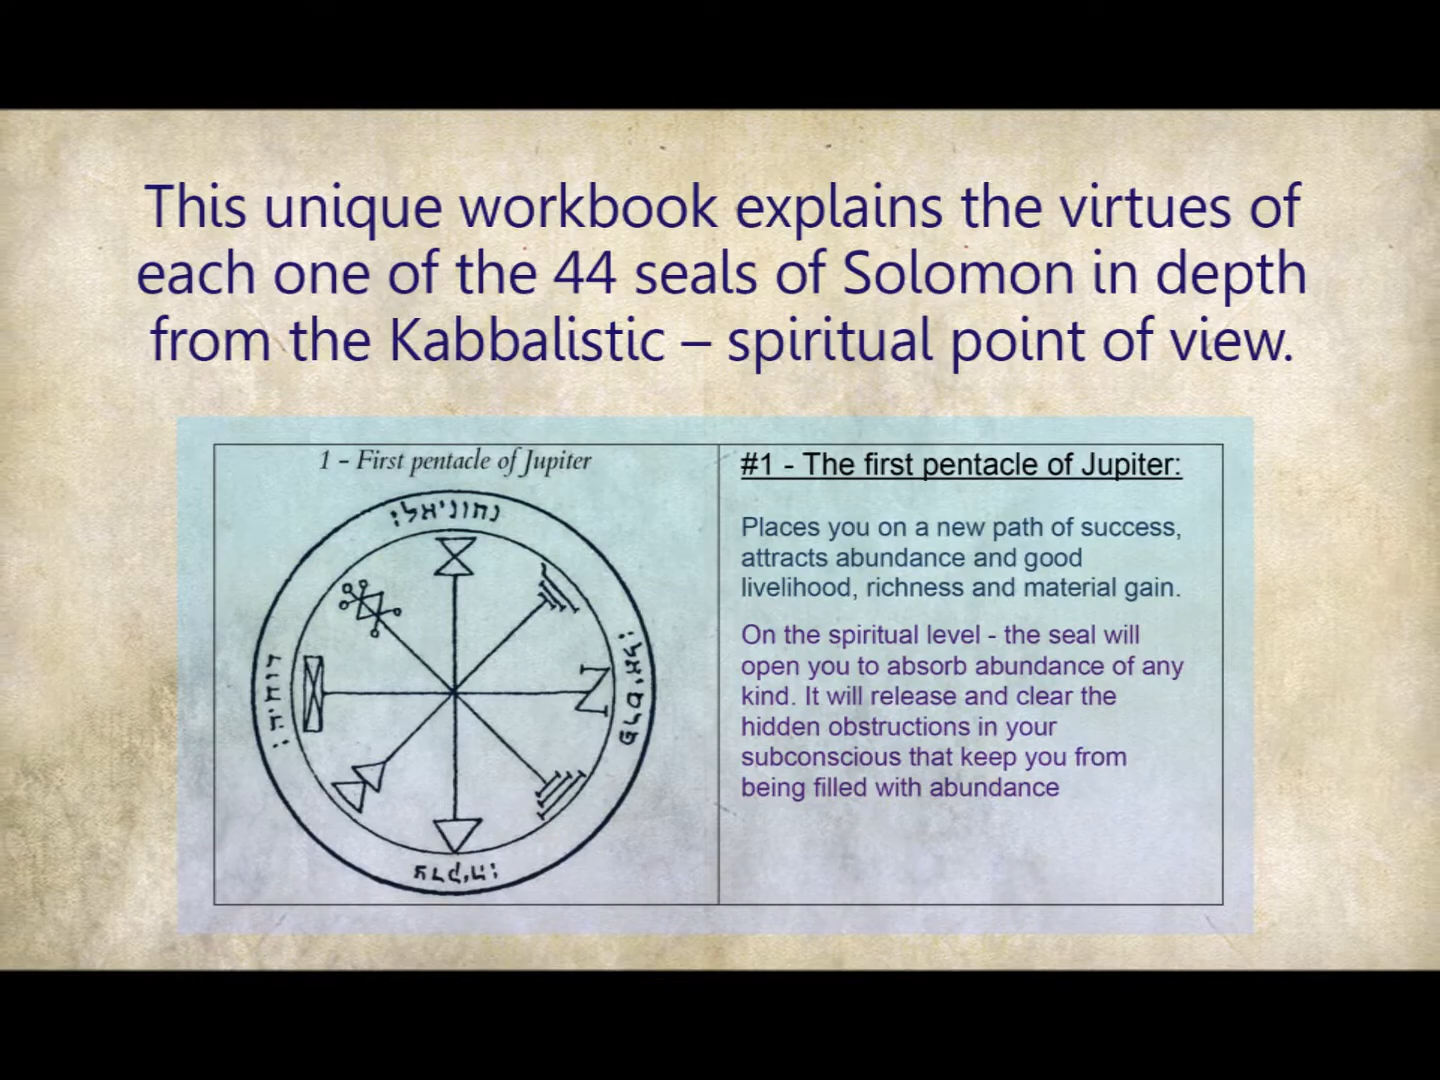 This unique workbook explains the virtues of
each one of the 44 seals of Solomon in depth
from the Kabbalistic – spiritual point of view.
1 - First pentacle of Jupiter
נחוניאל:
#1 - The first pentacle of Jupiter:
Places you on a new path of success,
attracts abundance and good
livelihood, richness and material gain.
On the spiritual level - the seal will
open you to absorb abundance of any
kind. It will release and clear the
hidden obstructions in your
subconscious that keep you from
being filled with abundance